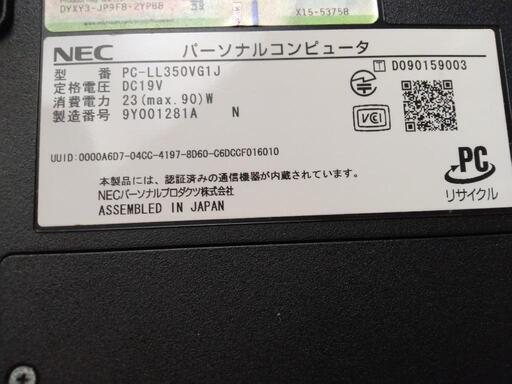 DYXY3-JP9FB-2YP88
X15-53758
NEC パーソナルコンピュータ
型 番 PC-LL350VG1J
定格電圧 DC19V
消費電力 23(max.90)W
製造番号 9Y001281A N
T D090159003
VCI
UUID:0000A6D7-04CC-4197-8D60-C6DCCF016010
本製品には、認証済みの通信機器が内蔵されています。
NECパーソナルプロダクツ株式会社
ASSEMBLED IN JAPAN
PC
リサイクル